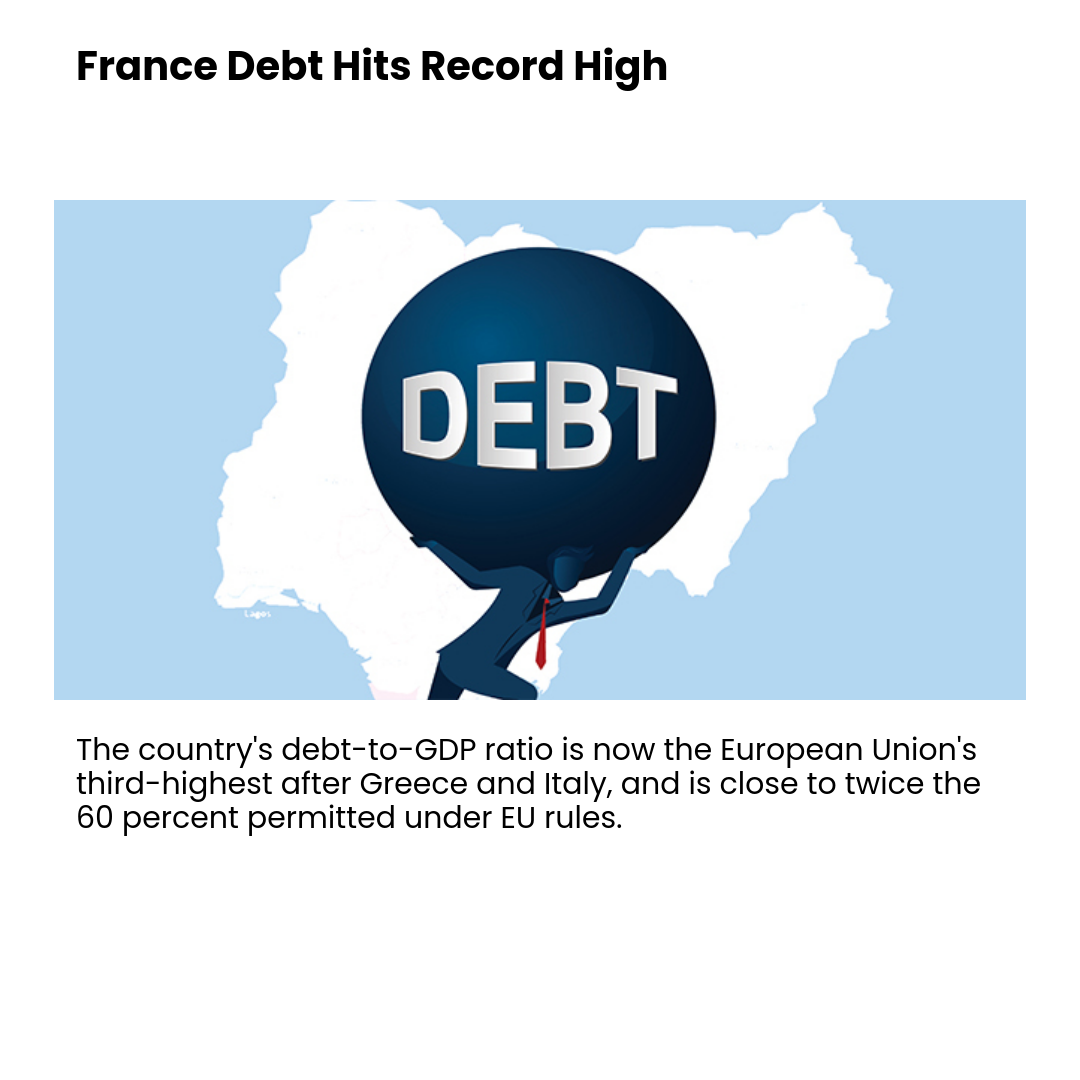 France Debt Hits Record High
DEBT
Lagos
The country's debt-to-GDP ratio is now the European Union's
third-highest after Greece and Italy, and is close to twice the
60 percent permitted under EU rules.